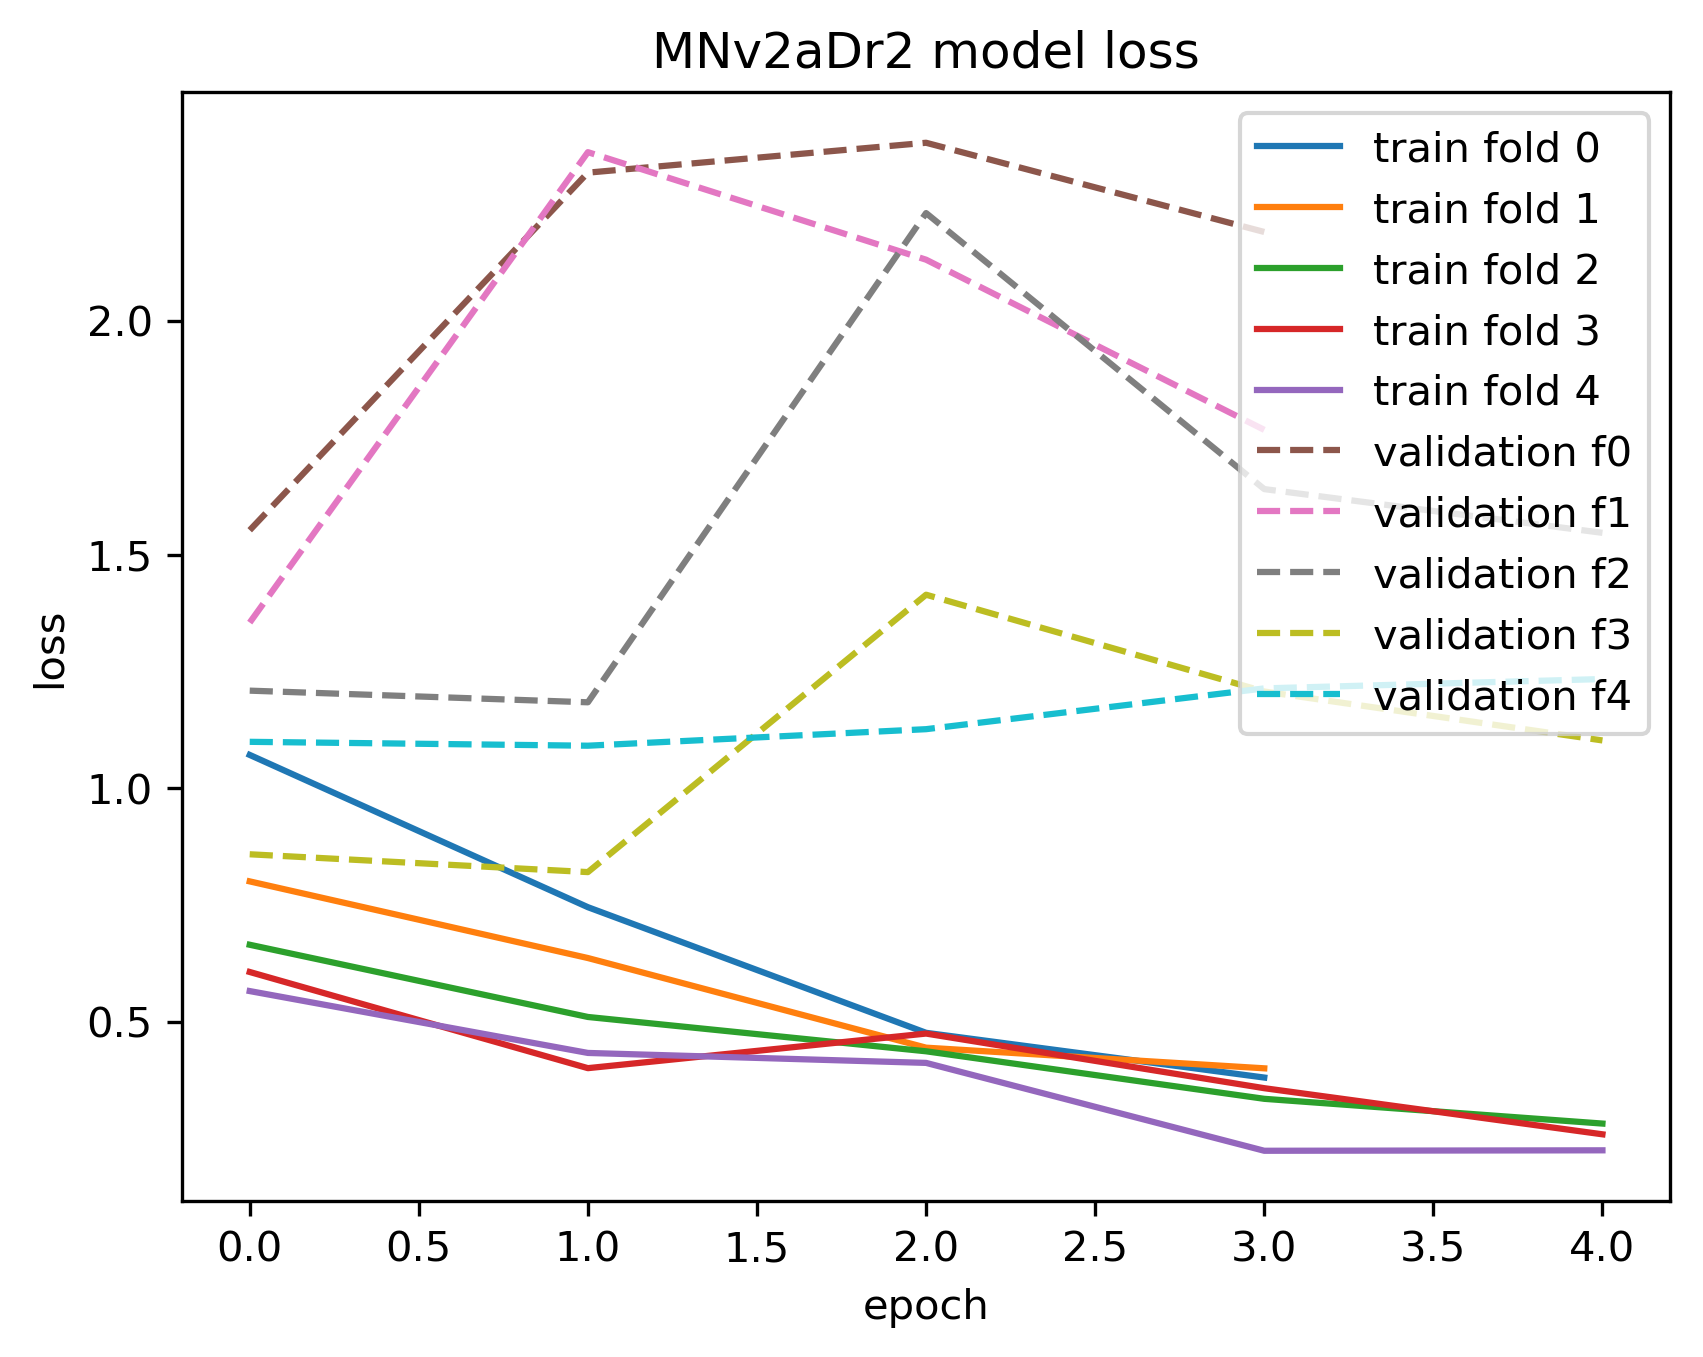 MNv2aDr2 model loss
train fold 0
train fold 1
train fold 2
train fold 3
train fold 4
validation f0
validation f1
validation f2
validation f3
validation f4
loss
2.0
1.5
1.0
0.5
0.0 0.5 1.0 1.5 2.0 2.5 3.0 3.5 4.0
epoch